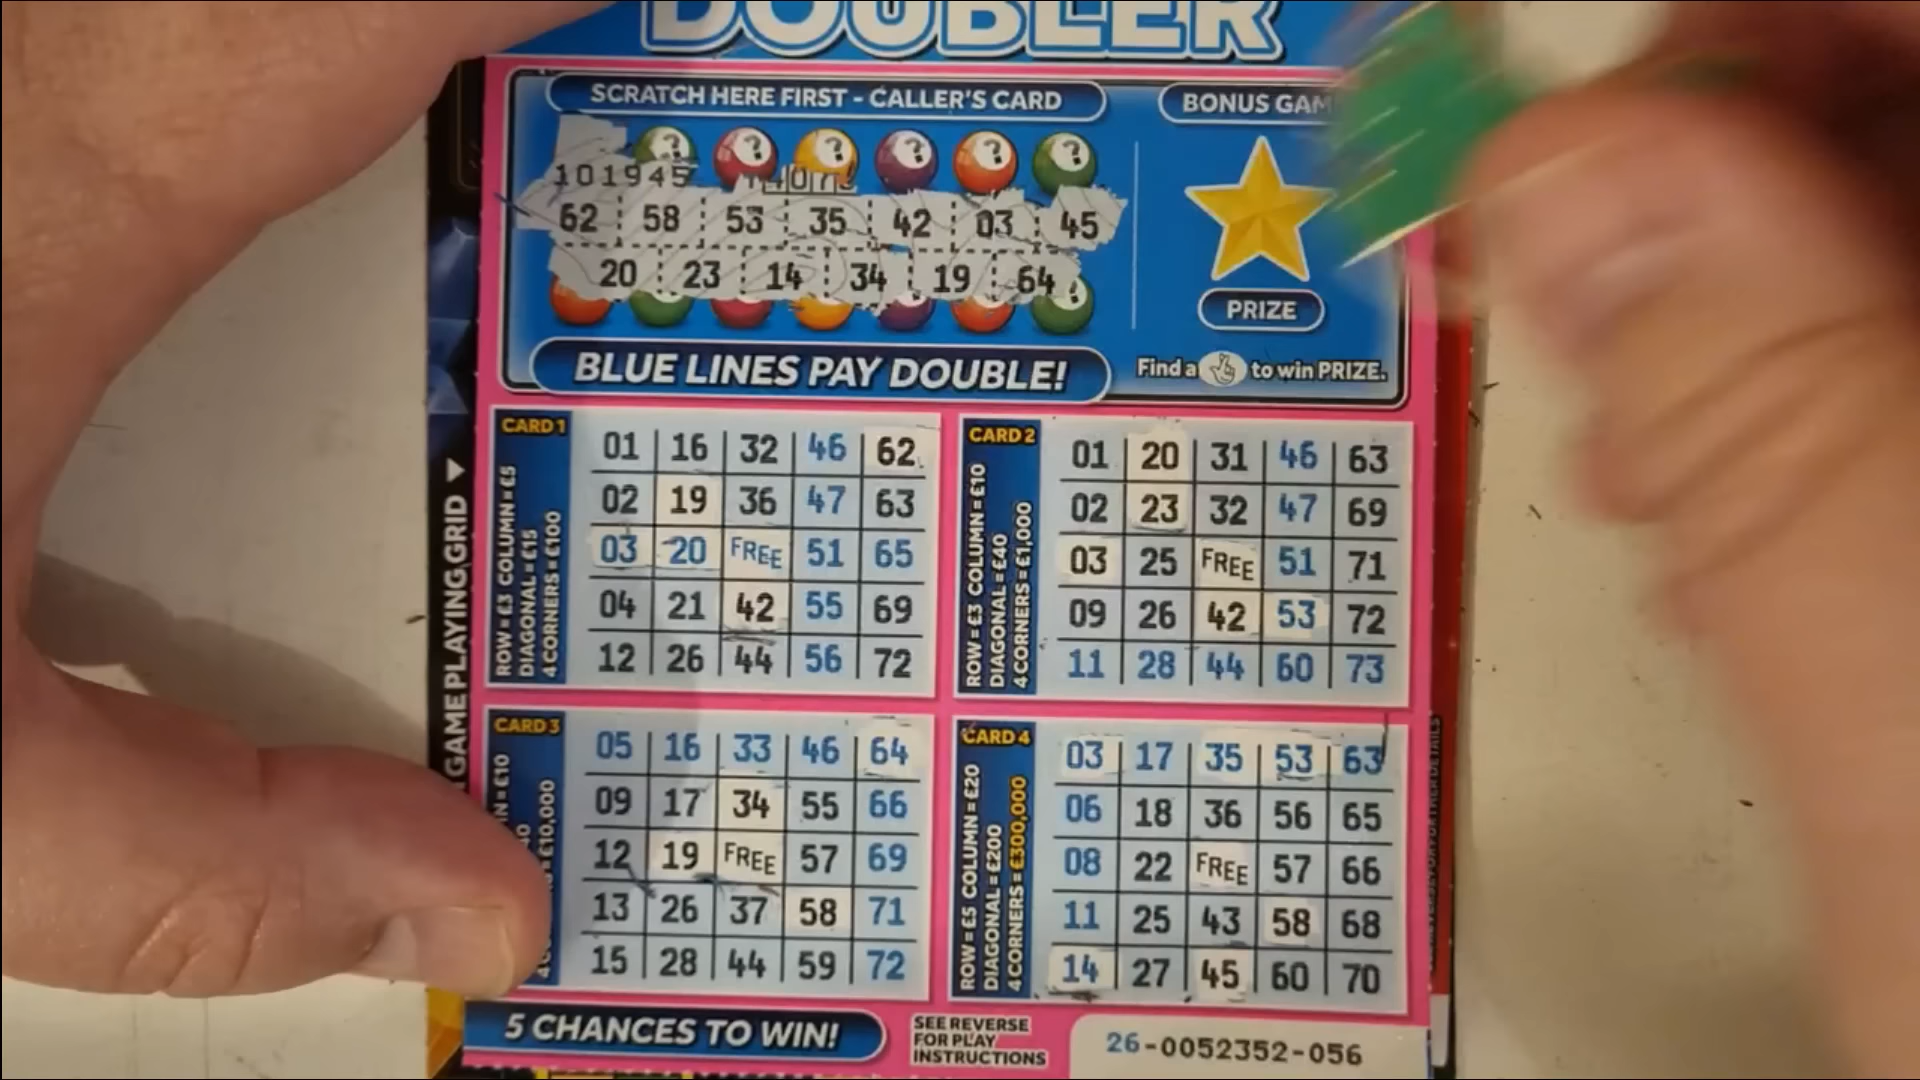 DOUBLER
SCRATCH HERE FIRST - CALLER'S CARD
BONUS GAM
? ? ? ? ? ? ?
101945
62 58 53 35 42 03 45
20 23 14 34 19 64
PRIZE
BLUE LINES PAY DOUBLE!
Find a to win PRIZE.
GAME PLAYING GRID
CARD 1
ROW = £3 COLUMN = £5
DIAGONAL = £15
4 CORNERS = £100
01 16 32 46 62
02 19 36 47 63
03 20 FREE 51 65
04 21 42 55 69
12 26 44 56 72
CARD 2
ROW = £3 COLUMN = £10
DIAGONAL = £40
4 CORNERS = £1,000
01 20 31 46 63
02 23 32 47 69
03 25 FREE 51 71
09 26 42 53 72
11 28 44 60 73
CARD 3
N = £10
= £10,000
05 16 33 46 64
09 17 34 55 66
12 19 FREE 57 69
13 26 37 58 71
15 28 44 59 72
CARD 4
ROW = £5 COLUMN = £20
DIAGONAL = £200
4 CORNERS = £300,000
03 17 35 53 63
06 18 36 56 65
08 22 FREE 57 66
11 25 43 58 68
14 27 45 60 70
5 CHANCES TO WIN!
SEE REVERSE
FOR PLAY
INSTRUCTIONS
26-0052352-056